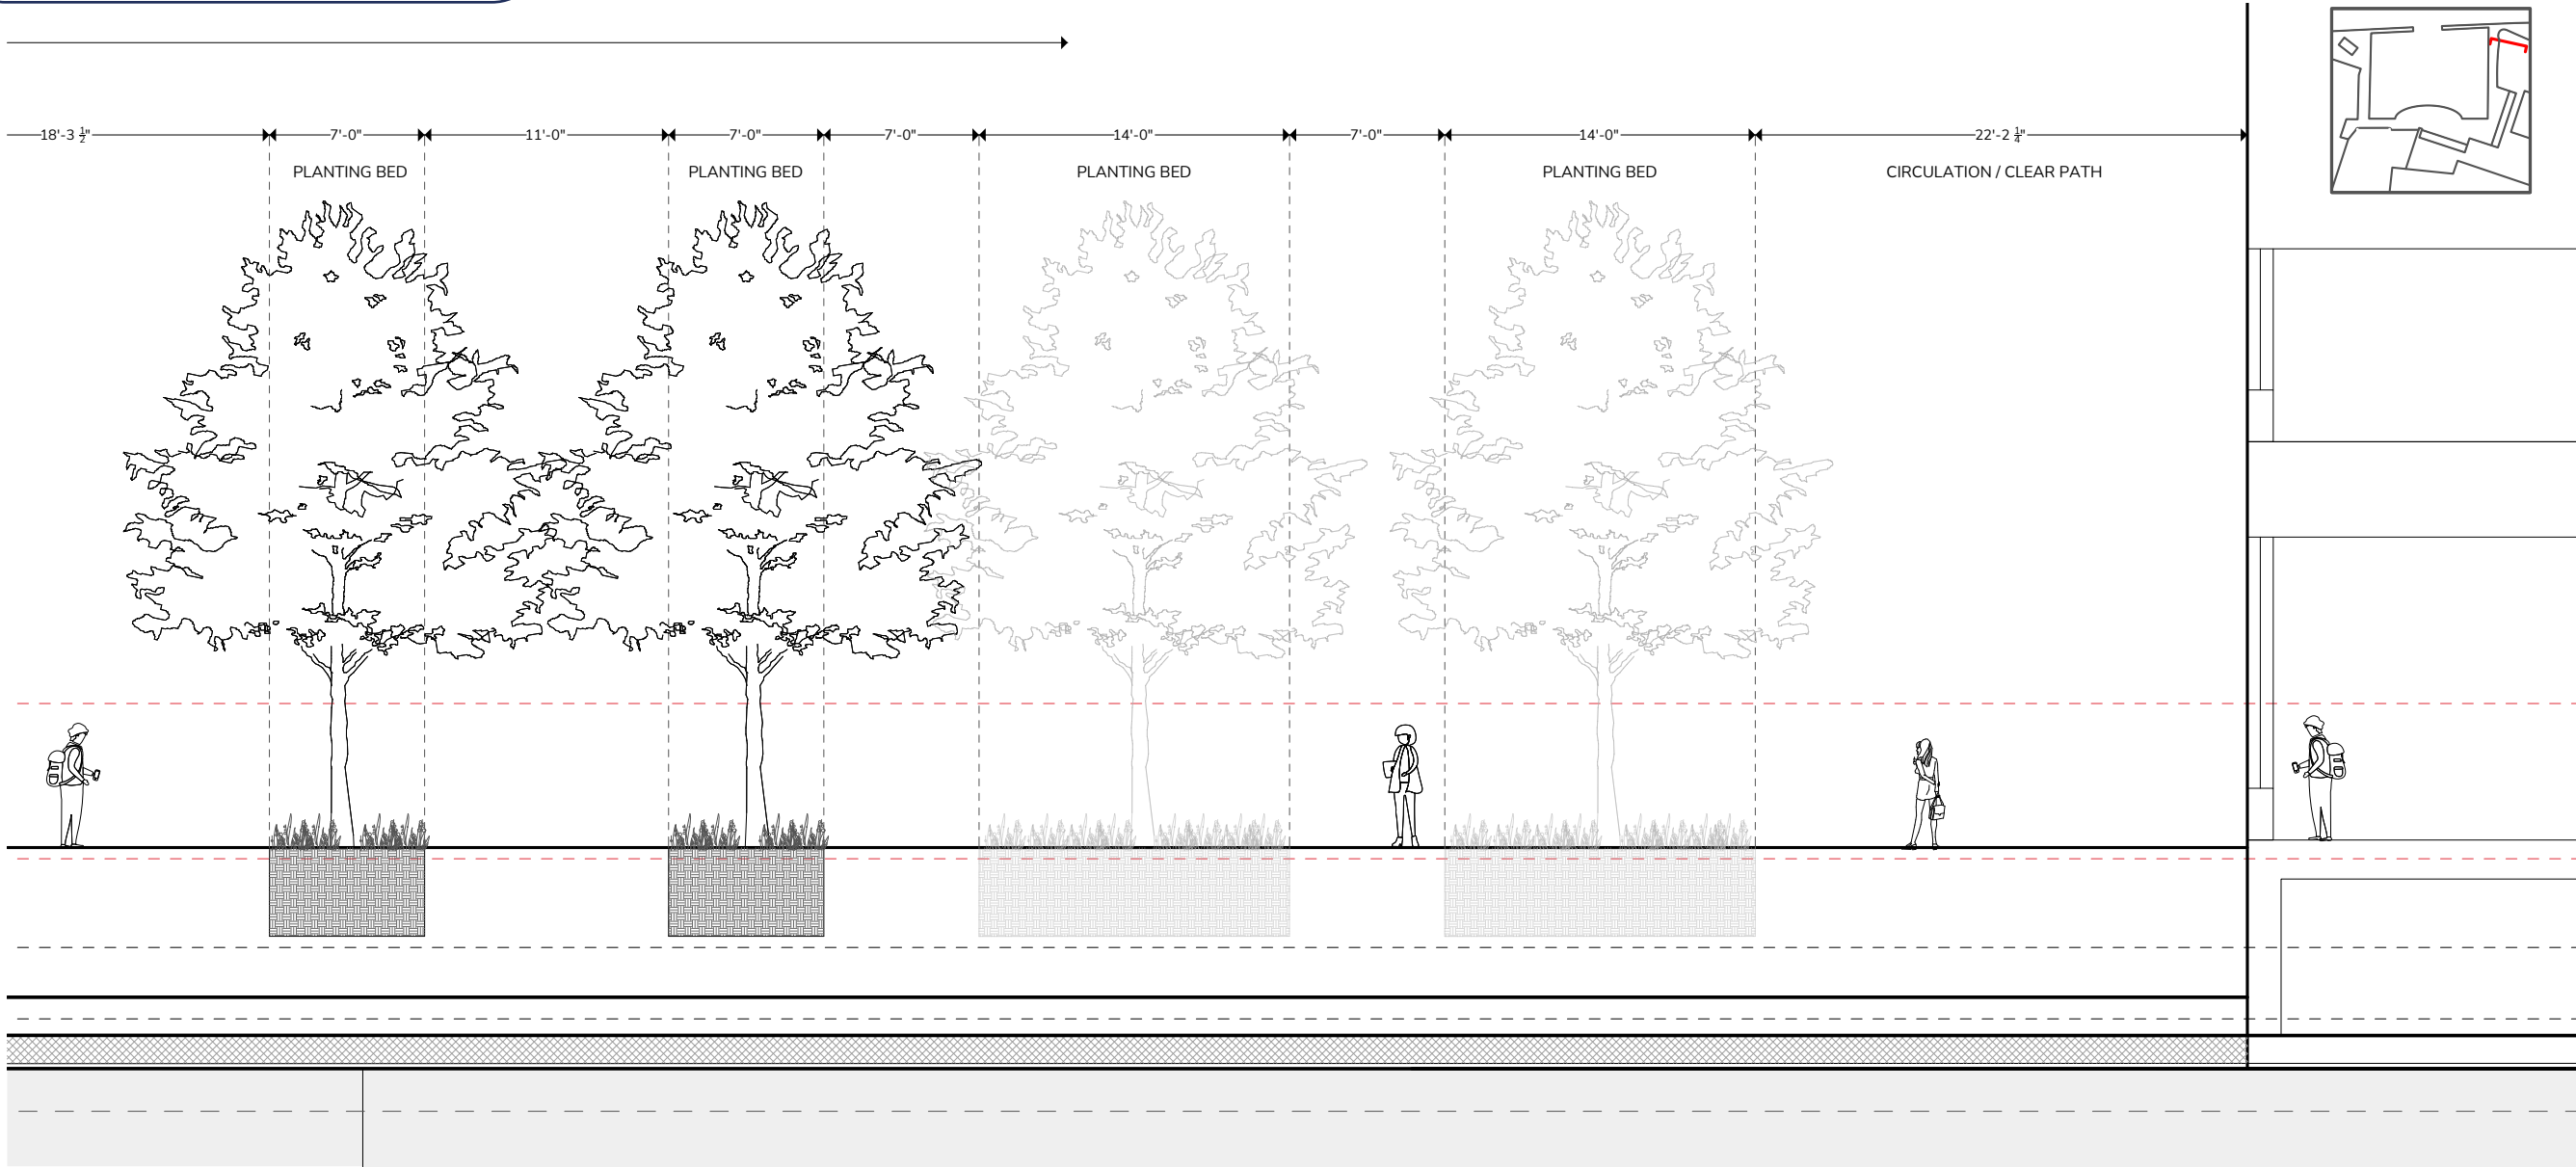 18'-3 1/2" 7'-0" 11'-0" 7'-0" 7'-0" 14'-0" 7'-0" 14'-0" 22'-2 1/4"
PLANTING BED PLANTING BED PLANTING BED PLANTING BED CIRCULATION / CLEAR PATH